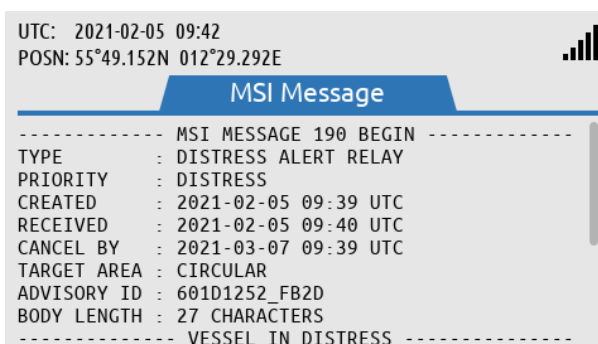 UTC: 2021-02-05 09:42
POSN: 55°49.152N 012°29.292E
MSI Message
------------- MSI MESSAGE 190 BEGIN -------------
TYPE : DISTRESS ALERT RELAY
PRIORITY : DISTRESS
CREATED : 2021-02-05 09:39 UTC
RECEIVED : 2021-02-05 09:40 UTC
CANCEL BY : 2021-03-07 09:39 UTC
TARGET AREA : CIRCULAR
ADVISORY ID : 601D1252_FB2D
BODY LENGTH : 27 CHARACTERS
-------------- VESSEL IN DISTRESS ---------------